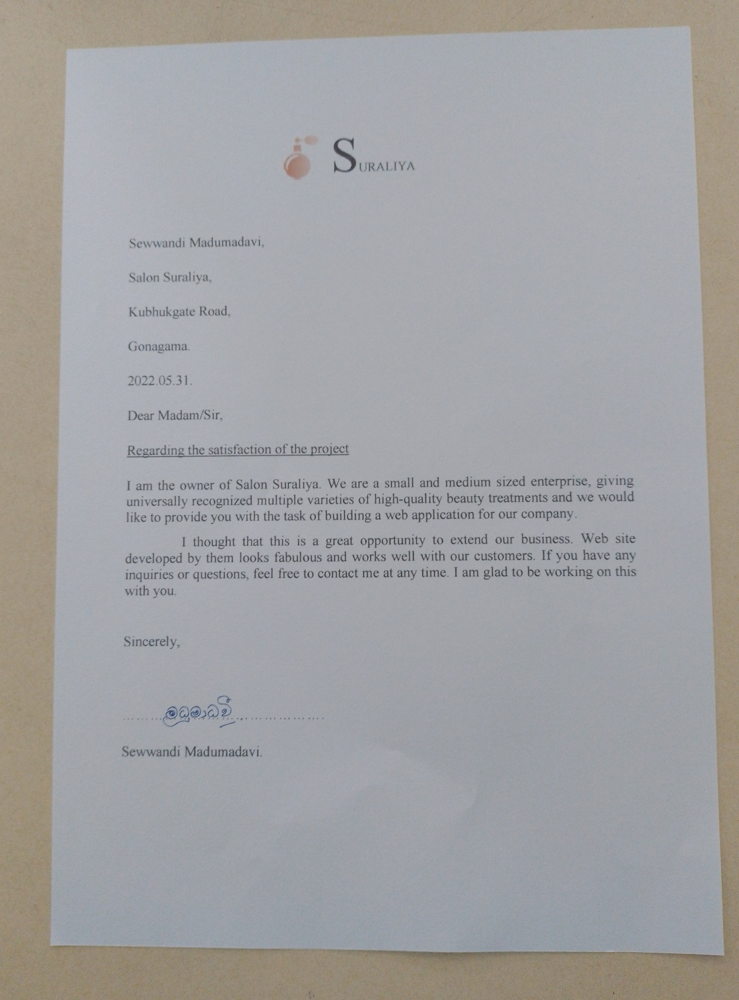 SURALIYA
Sewwandi Madumadavi,
Salon Suraliya,
Kubhukgate Road,
Gonagama.
2022.05.31.
Dear Madam/Sir,
Regarding the satisfaction of the project
I am the owner of Salon Suraliya. We are a small and medium sized enterprise, giving
universally recognized multiple varieties of high-quality beauty treatments and we would
like to provide you with the task of building a web application for our company.
I thought that this is a great opportunity to extend our business. Web site
developed by them looks fabulous and works well with our customers. If you have any
inquiries or questions, feel free to contact me at any time. I am glad to be working on this
with you.
Sincerely,
මධුමාධවී
Sewwandi Madumadavi.